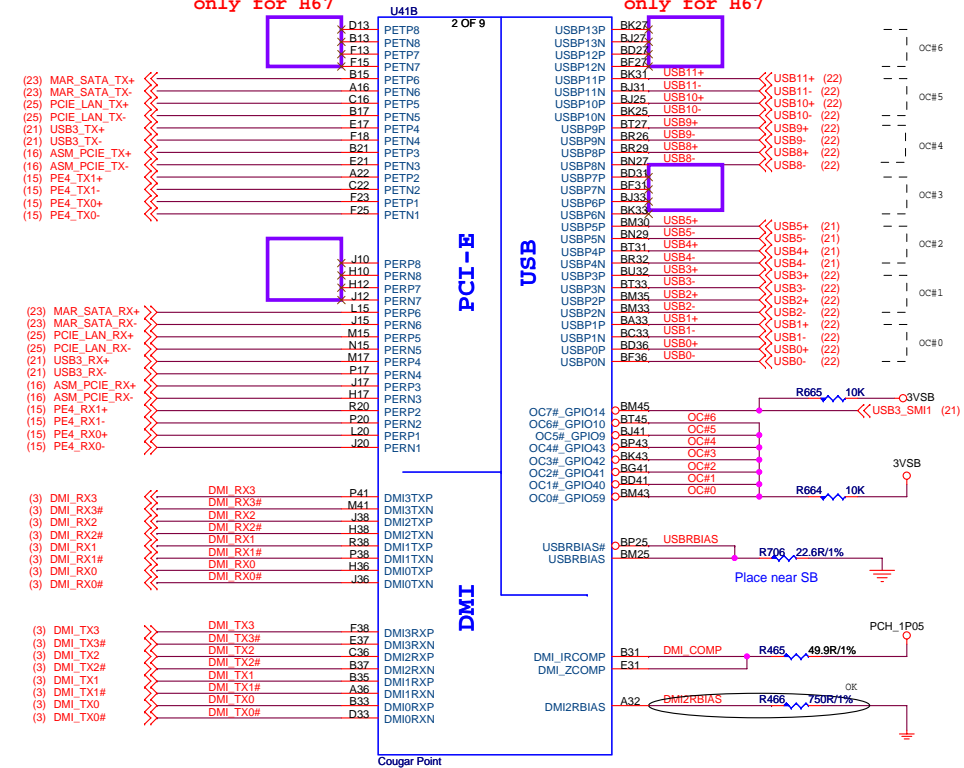 only for H67
only for H67
U41B
2 OF 9
D13 PETP8
B13 PETN8
F13 PETP7
F15 PETN7
(23) MAR_SATA_TX+ B15 PETP6
(23) MAR_SATA_TX- A16 PETN6
(25) PCIE_LAN_TX+ C16 PETP5
(25) PCIE_LAN_TX- B17 PETN5
(21) USB3_TX+ E17 PETP4
(21) USB3_TX- F18 PETN4
(16) ASM_PCIE_TX+ B21 PETP3
(16) ASM_PCIE_TX- E21 PETN3
(15) PE4_TX1+ A22 PETP2
(15) PE4_TX1- C22 PETN2
(15) PE4_TX0+ F23 PETP1
(15) PE4_TX0- F25 PETN1
J10 PERP8
H10 PERN8
H12 PERP7
J12 PERN7
(23) MAR_SATA_RX+ L15 PERP6
(23) MAR_SATA_RX- J15 PERN6
(25) PCIE_LAN_RX+ M15 PERP5
(25) PCIE_LAN_RX- N15 PERN5
(21) USB3_RX+ M17 PERP4
(21) USB3_RX- P17 PERN4
(16) ASM_PCIE_RX+ J17 PERP3
(16) ASM_PCIE_RX- H17 PERN3
(15) PE4_RX1+ R20 PERP2
(15) PE4_RX1- P20 PERN2
(15) PE4_RX0+ L20 PERP1
(15) PE4_RX0- J20 PERN1
(3) DMI_RX3 DMI_RX3 P41 DMI3TXP
(3) DMI_RX3# DMI_RX3# M41 DMI3TXN
(3) DMI_RX2 DMI_RX2 J38 DMI2TXP
(3) DMI_RX2# DMI_RX2# H38 DMI2TXN
(3) DMI_RX1 DMI_RX1 R38 DMI1TXP
(3) DMI_RX1# DMI_RX1# P38 DMI1TXN
(3) DMI_RX0 DMI_RX0 H36 DMI0TXP
(3) DMI_RX0# DMI_RX0# J36 DMI0TXN
(3) DMI_TX3 DMI_TX3 F38 DMI3RXP
(3) DMI_TX3# DMI_TX3# E37 DMI3RXN
(3) DMI_TX2 DMI_TX2 C36 DMI2RXP
(3) DMI_TX2# DMI_TX2# B37 DMI2RXN
(3) DMI_TX1 DMI_TX1 B35 DMI1RXP
(3) DMI_TX1# DMI_TX1# A36 DMI1RXN
(3) DMI_TX0 DMI_TX0 B33 DMI0RXP
(3) DMI_TX0# DMI_TX0# D33 DMI0RXN
PCI-E
USB
DMI
USBP13P BK27
USBP13N BJ27
USBP12P BD27
USBP12N BF27
OC#6
USBP11P BK31 USB11+ USB11+ (22)
USBP11N BJ31 USB11- USB11- (22)
USBP10P BJ25 USB10+ USB10+ (22)
USBP10N BK25 USB10- USB10- (22)
OC#5
USBP9P BT27 USB9+ USB9+ (22)
USBP9N BR26 USB9- USB9- (22)
USBP8P BR29 USB8+ USB8+ (22)
USBP8N BN27 USB8- USB8- (22)
OC#4
USBP7P BD31
USBP7N BF31
USBP6P BJ33
USBP6N BK33
OC#3
USBP5P BM30 USB5+ USB5+ (21)
USBP5N BN29 USB5- USB5- (21)
USBP4P BT31 USB4+ USB4+ (21)
USBP4N BR32 USB4- USB4- (21)
OC#2
USBP3P BU32 USB3+ USB3+ (22)
USBP3N BT33 USB3- USB3- (22)
USBP2P BM35 USB2+ USB2+ (22)
USBP2N BM33 USB2- USB2- (22)
OC#1
USBP1P BA33 USB1+ USB1+ (22)
USBP1N BC33 USB1- USB1- (22)
USBP0P BD36 USB0+ USB0+ (22)
USBP0N BF36 USB0- USB0- (22)
OC#0
R665 10K 3VSB
OC7#_GPIO14 BM45 USB3_SMI1 (21)
OC6#_GPIO10 BT45 OC#6
OC5#_GPIO9 BJ41 OC#5
OC4#_GPIO43 BP43 OC#4
OC3#_GPIO42 BK43 OC#3
OC2#_GPIO41 BG41 OC#2
OC1#_GPIO40 BD41 OC#1
OC0#_GPIO59 BM43 OC#0
3VSB
R664 10K
USBRBIAS# BP25 USBRBIAS
USBRBIAS BM25 R706 22.6R/1%
Place near SB
PCH_1P05
DMI_IRCOMP B31 DMI_COMP R465 49.9R/1%
DMI_ZCOMP E31
OK
DMI2RBIAS A32 DMI2RBIAS R466 750R/1%
Cougar Point